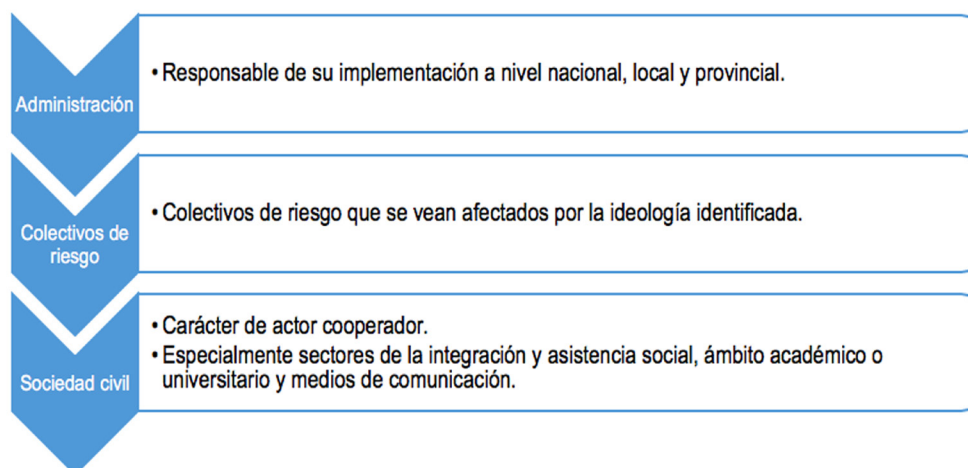 Administración
• Responsable de su implementación a nivel nacional, local y provincial.
Colectivos de
riesgo
• Colectivos de riesgo que se vean afectados por la ideología identificada.
Sociedad civil
• Carácter de actor cooperador.
• Especialmente sectores de la integración y asistencia social, ámbito académico o
universitario y medios de comunicación.